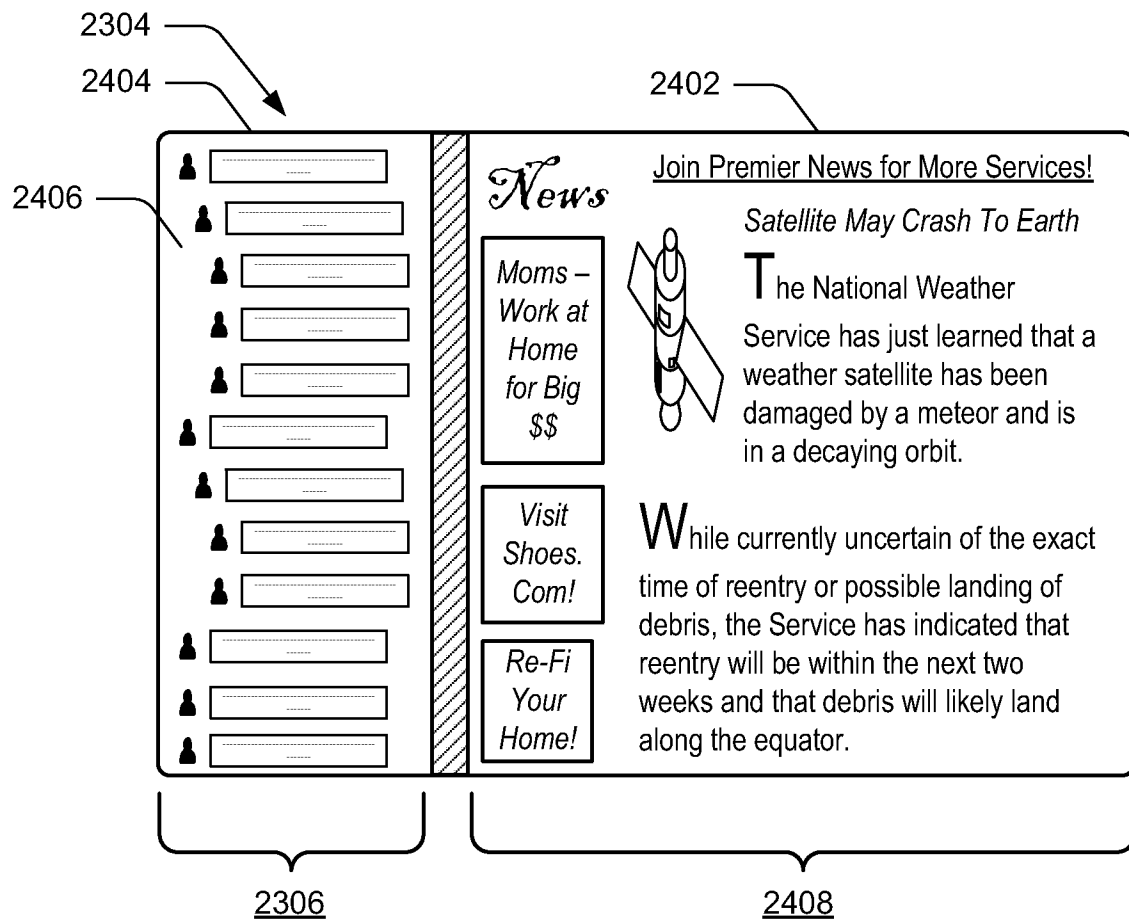 2304
2404
2402
2406
News
Moms –
Work at
Home
for Big
$$
Visit
Shoes.
Com!
Re-Fi
Your
Home!
Join Premier News for More Services!
Satellite May Crash To Earth
The National Weather
Service has just learned that a
weather satellite has been
damaged by a meteor and is
in a decaying orbit.
While currently uncertain of the exact
time of reentry or possible landing of
debris, the Service has indicated that
reentry will be within the next two
weeks and that debris will likely land
along the equator.
2306
2408